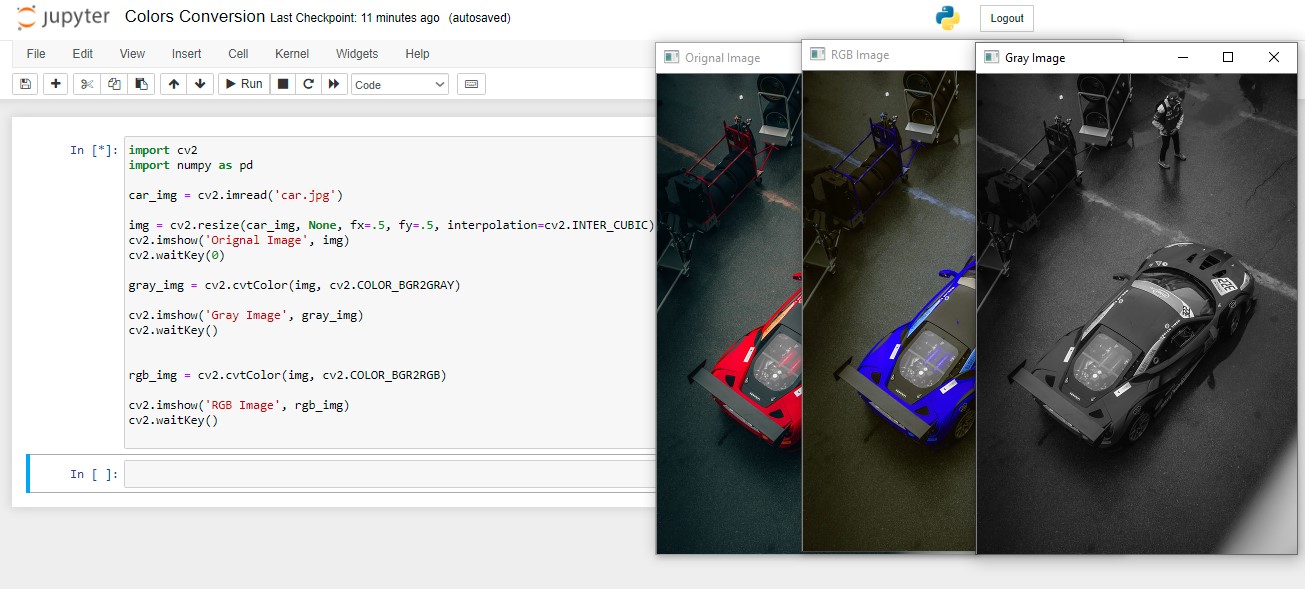 jupyter Colors Conversion Last Checkpoint: 11 minutes ago (autosaved) Logout
File Edit View Insert Cell Kernel Widgets Help
Run Code
In [*]: import cv2
import numpy as pd
car_img = cv2.imread('car.jpg')
img = cv2.resize(car_img, None, fx=.5, fy=.5, interpolation=cv2.INTER_CUBIC)
cv2.imshow('Orignal Image', img)
cv2.waitKey(0)
gray_img = cv2.cvtColor(img, cv2.COLOR_BGR2GRAY)
cv2.imshow('Gray Image', gray_img)
cv2.waitKey()
rgb_img = cv2.cvtColor(img, cv2.COLOR_BGR2RGB)
cv2.imshow('RGB Image', rgb_img)
cv2.waitKey()
In [ ]:
Orignal Image
RGB Image
Gray Image